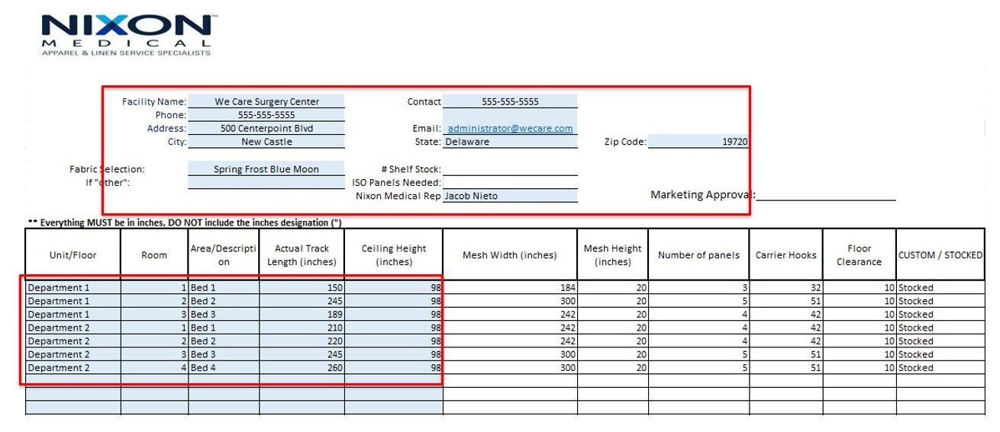 NIXON™
MEDICAL
APPAREL & LINEN SERVICE SPECIALISTS
Facility Name: We Care Surgery Center Contact 555-555-5555
Phone: 555-555-5555
Address: 500 Centerpoint Blvd Email: administrator@wecare.com
City: New Castle State: Delaware Zip Code: 19720
Fabric Selection: Spring Frost Blue Moon # Shelf Stock:
If "other": ISO Panels Needed:
Nixon Medical Rep Jacob Nieto Marketing Approval:
** Everything MUST be in inches, DO NOT include the inches designation (")
Unit/Floor Room Area/Description Actual Track Length (inches) Ceiling Height (inches) Mesh Width (inches) Mesh Height (inches) Number of panels Carrier Hooks Floor Clearance CUSTOM / STOCKED
Department 1 1 Bed 1 150 98 184 20 3 32 10 Stocked
Department 1 2 Bed 2 245 98 300 20 5 51 10 Stocked
Department 1 3 Bed 3 189 98 242 20 4 42 10 Stocked
Department 2 1 Bed 1 210 98 242 20 4 42 10 Stocked
Department 2 2 Bed 2 220 98 242 20 4 42 10 Stocked
Department 2 3 Bed 3 245 98 300 20 5 51 10 Stocked
Department 2 4 Bed 4 260 98 300 20 5 51 10 Stocked